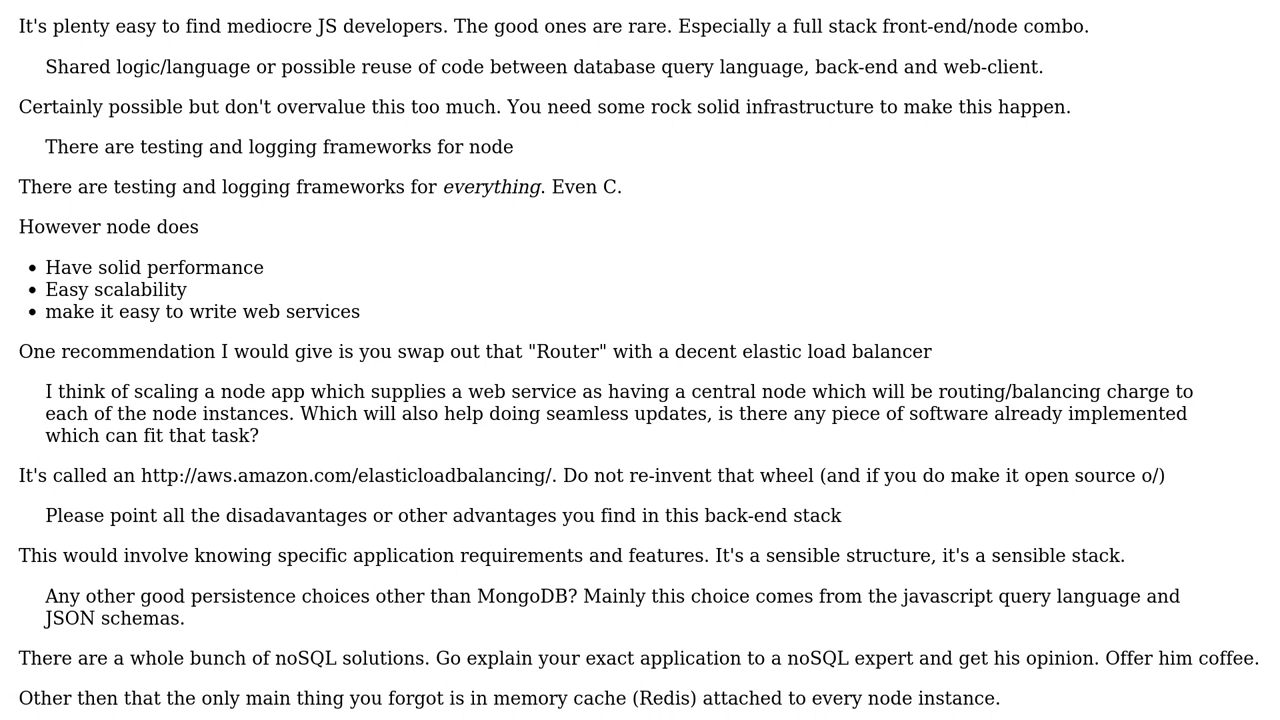 It's plenty easy to find mediocre JS developers. The good ones are rare. Especially a full stack front-end/node combo.
Shared logic/language or possible reuse of code between database query language, back-end and web-client.
Certainly possible but don't overvalue this too much. You need some rock solid infrastructure to make this happen.
There are testing and logging frameworks for node
There are testing and logging frameworks for everything. Even C.
However node does
• Have solid performance
• Easy scalability
• make it easy to write web services
One recommendation I would give is you swap out that "Router" with a decent elastic load balancer
I think of scaling a node app which supplies a web service as having a central node which will be routing/balancing charge to
each of the node instances. Which will also help doing seamless updates, is there any piece of software already implemented
which can fit that task?
It's called an http://aws.amazon.com/elasticloadbalancing/. Do not re-invent that wheel (and if you do make it open source o/)
Please point all the disadavantages or other advantages you find in this back-end stack
This would involve knowing specific application requirements and features. It's a sensible structure, it's a sensible stack.
Any other good persistence choices other than MongoDB? Mainly this choice comes from the javascript query language and
JSON schemas.
There are a whole bunch of noSQL solutions. Go explain your exact application to a noSQL expert and get his opinion. Offer him coffee.
Other then that the only main thing you forgot is in memory cache (Redis) attached to every node instance.